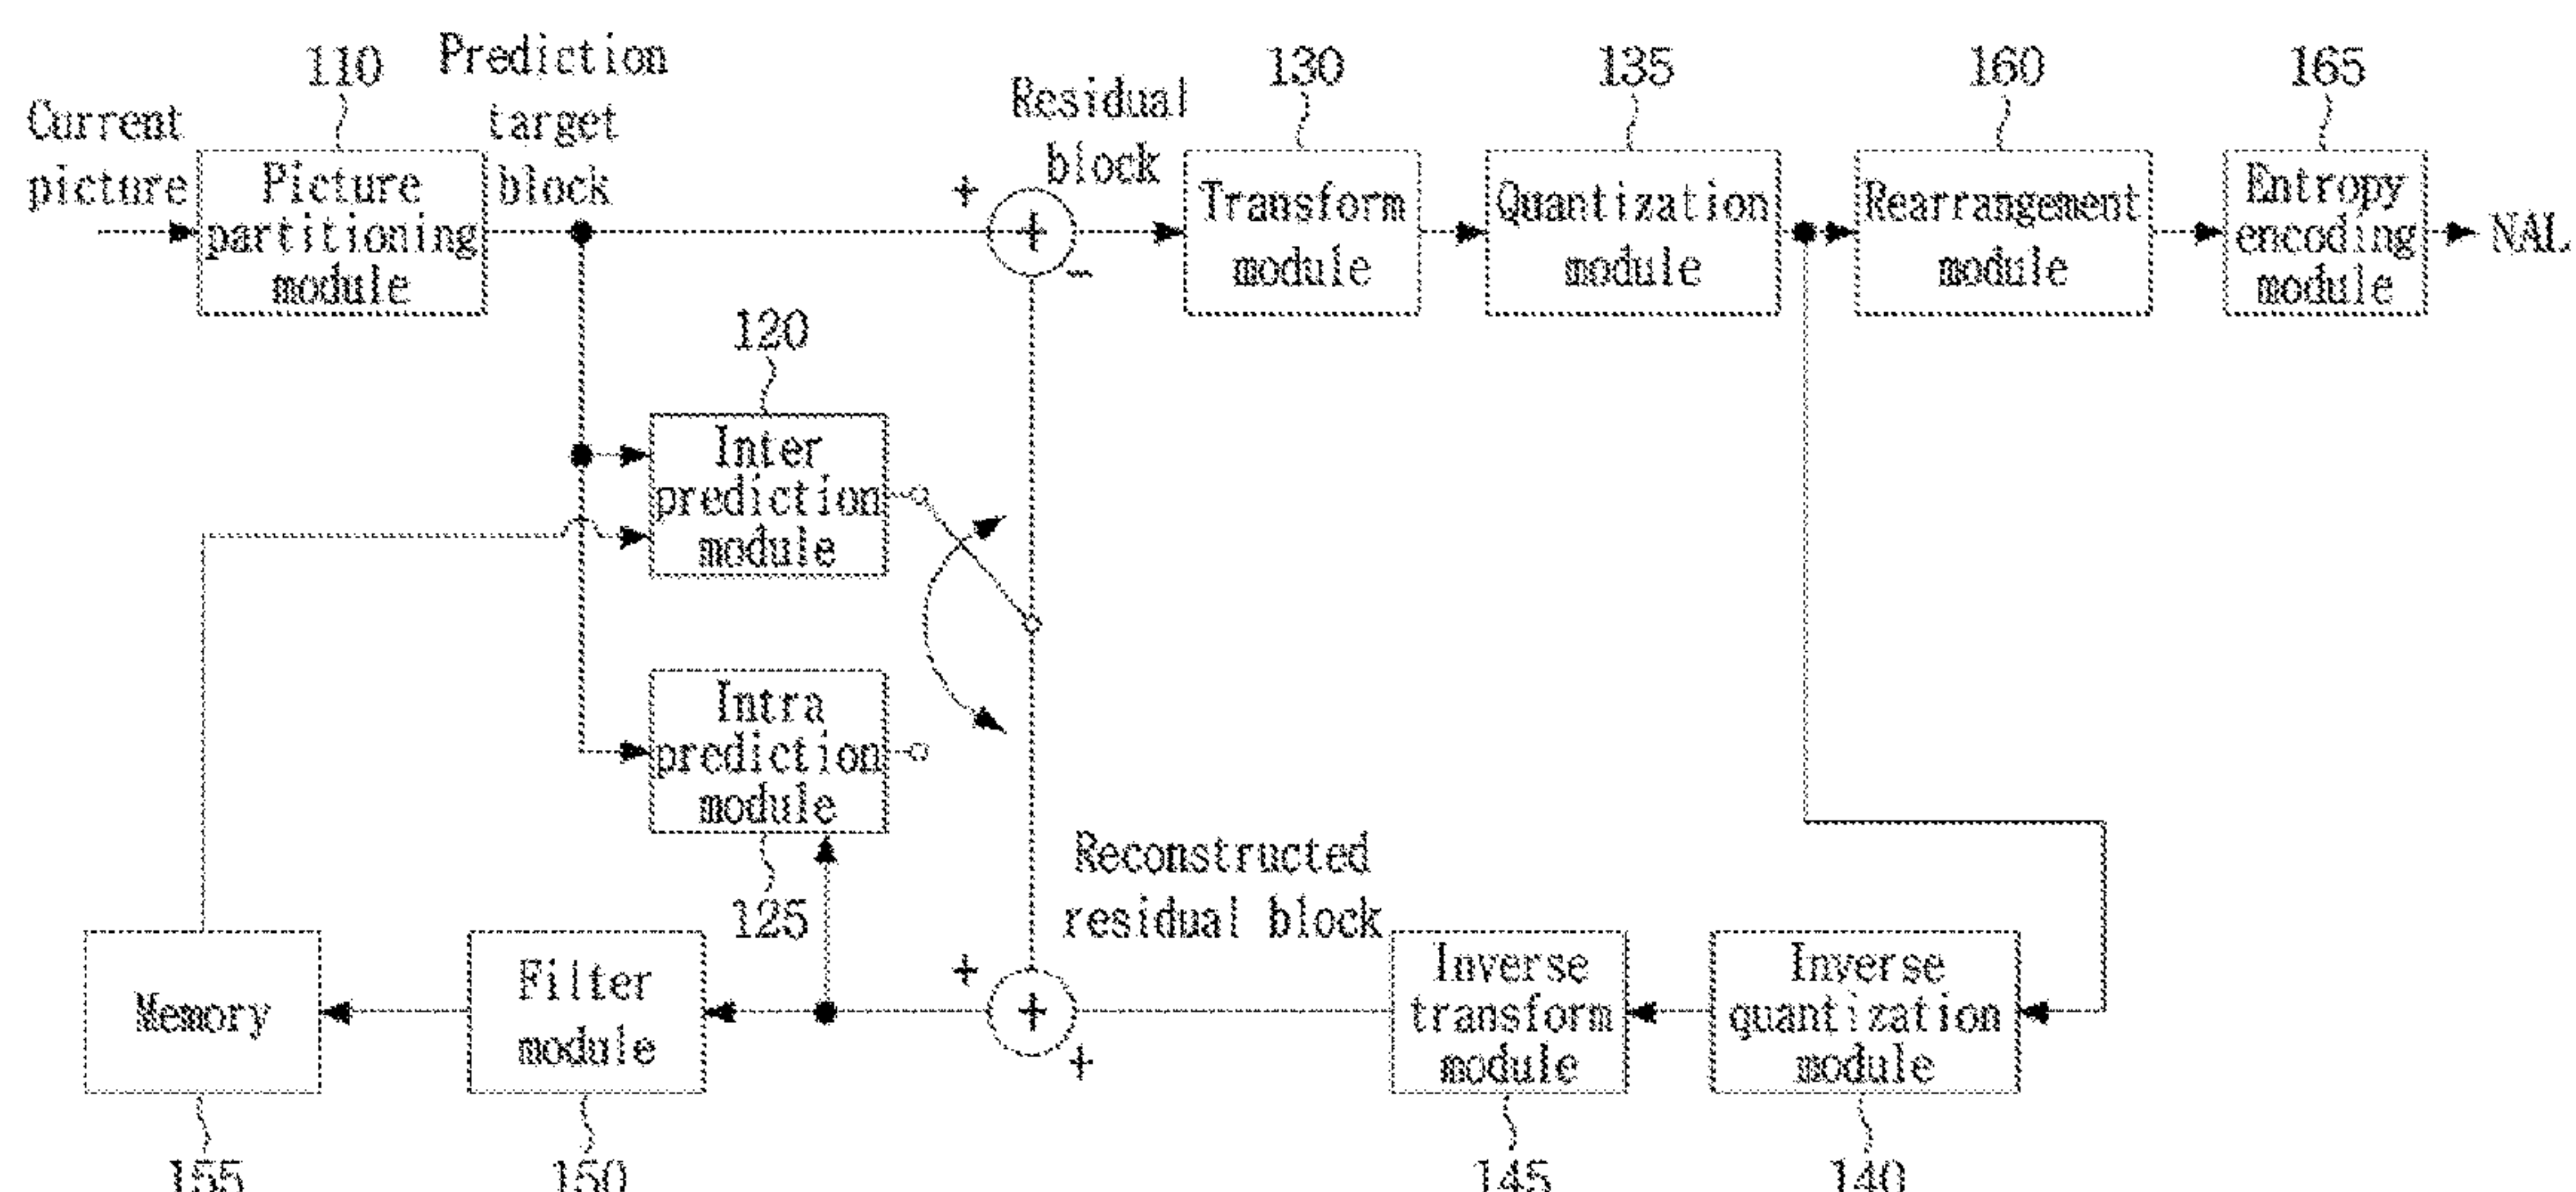 110
Prediction
target
block
Current
picture
Picture
partitioning
module
Residual
block
+
+
-
130
Transform
module
135
Quantization
module
160
Rearrangement
module
165
Entropy
encoding
module
NAL
120
Inter
prediction
module
Intra
prediction
module
125
Reconstructed
residual block
Memory
155
Filter
module
150
+
+
+
Inverse
transform
module
145
Inverse
quantization
module
140